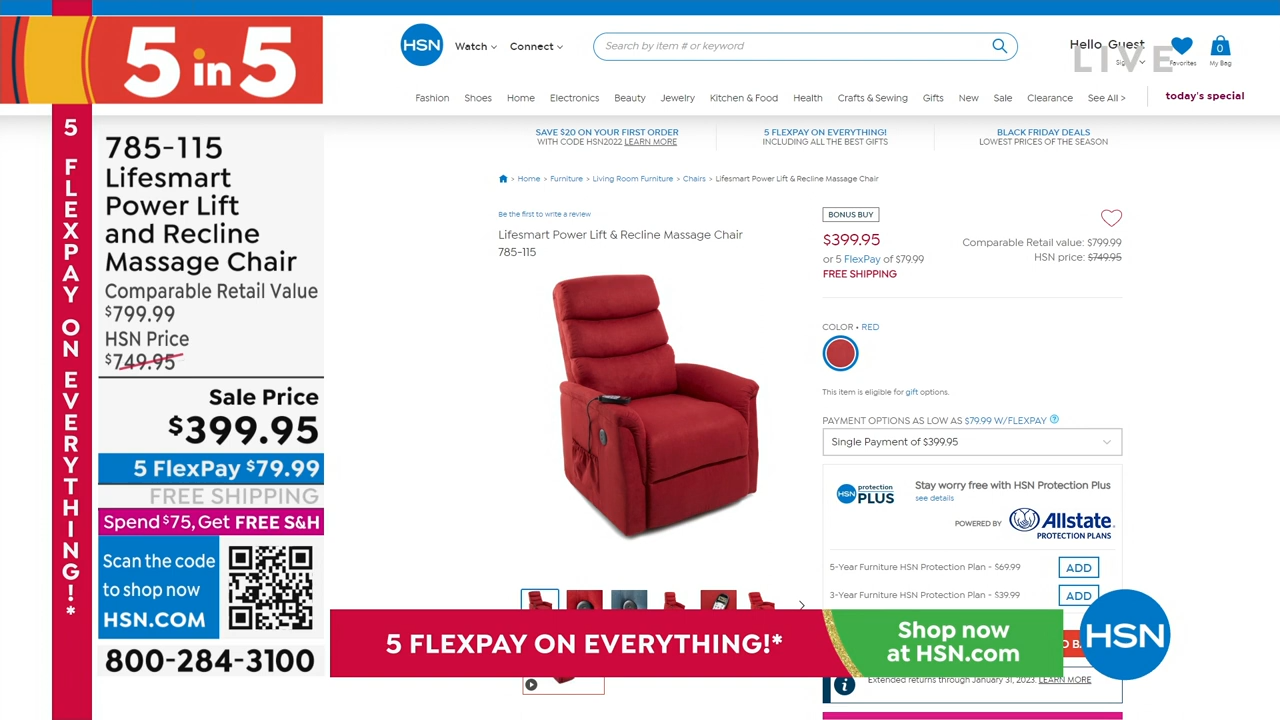 5 in 5
5 FLEXPAY ON EVERYTHING!*
785-115
Lifesmart
Power Lift
and Recline
Massage Chair
Comparable Retail Value
$799.99
HSN Price
$749.95
Sale Price
$399.95
5 FlexPay $79.99
FREE SHIPPING
Spend $75, Get FREE S&H
Scan the code
to shop now
HSN.COM
800-284-3100
HSN
Watch
Connect
Search by item # or keyword
Hello, Guest
LIVE
Favorites
0
My Bag
Fashion Shoes Home Electronics Beauty Jewelry Kitchen & Food Health Crafts & Sewing Gifts New Sale Clearance See All > today's special
SAVE $20 ON YOUR FIRST ORDER
WITH CODE HSN2022 LEARN MORE
5 FLEXPAY ON EVERYTHING!
INCLUDING ALL THE BEST GIFTS
BLACK FRIDAY DEALS
LOWEST PRICES OF THE SEASON
> Home > Furniture > Living Room Furniture > Chairs > Lifesmart Power Lift & Recline Massage Chair
Be the first to write a review
Lifesmart Power Lift & Recline Massage Chair
785-115
BONUS BUY
$399.95
or 5 FlexPay of $79.99
FREE SHIPPING
Comparable Retail value: $799.99
HSN price: $749.95
COLOR • RED
This item is eligible for gift options.
PAYMENT OPTIONS AS LOW AS $79.99 W/FLEXPAY ?
Single Payment of $399.95
HSN protection PLUS
Stay worry free with HSN Protection Plus
see details
POWERED BY Allstate
PROTECTION PLANS
5-Year Furniture HSN Protection Plan - $69.99 ADD
3-Year Furniture HSN Protection Plan - $39.99 ADD
5 FLEXPAY ON EVERYTHING!*
Shop now
at HSN.com
HSN
Extended returns through January 31, 2023. LEARN MORE